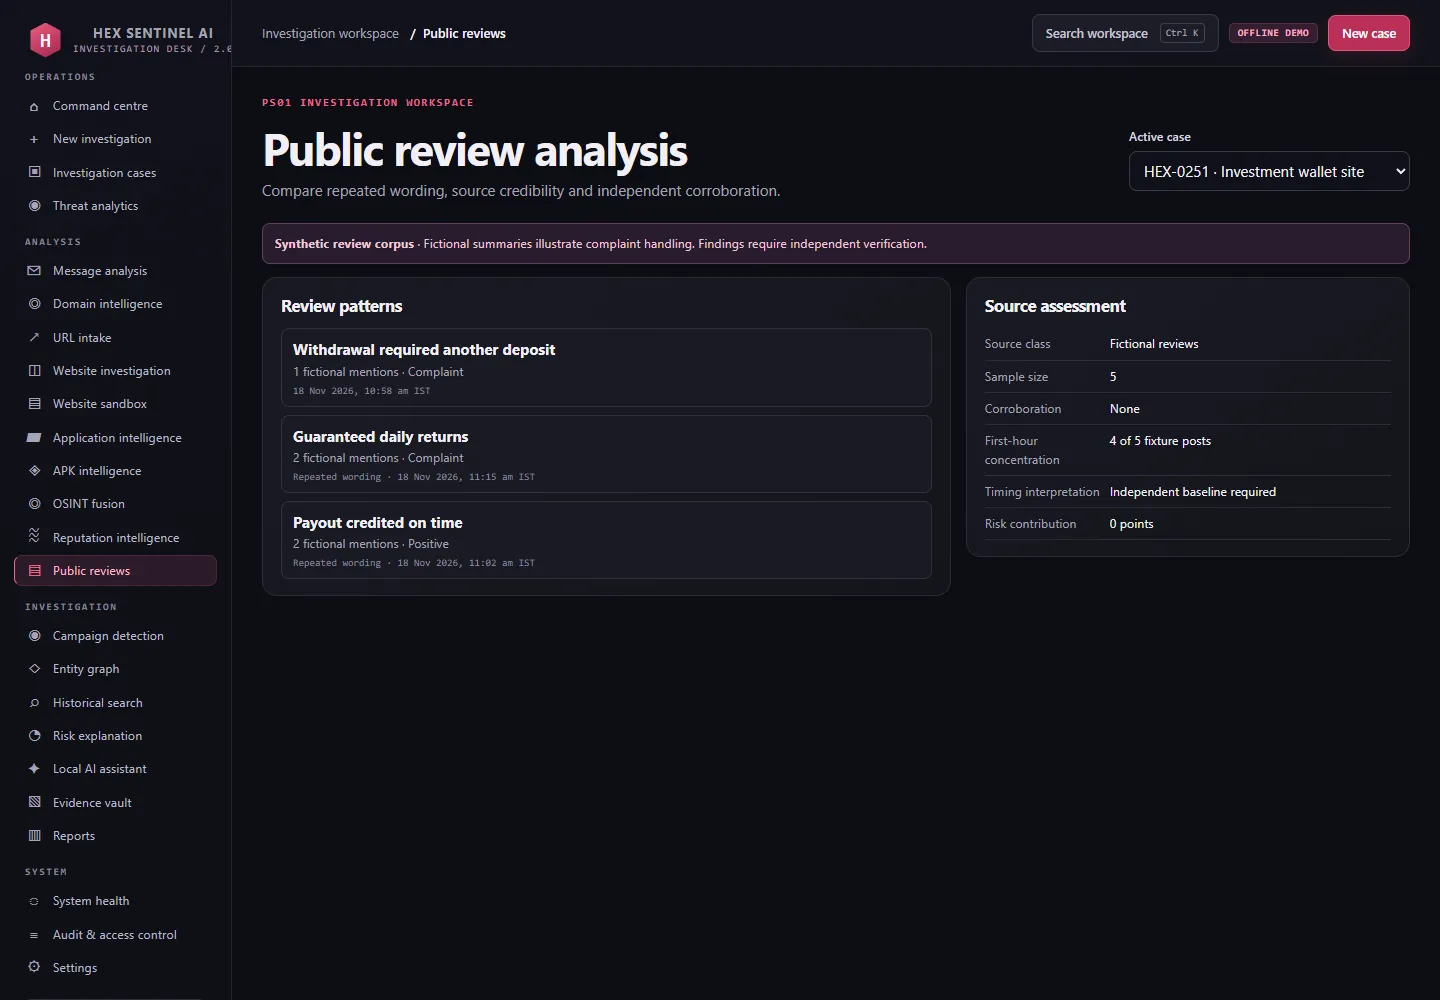 H
HEX SENTINEL AI
INVESTIGATION DESK / 2.0
OPERATIONS
Command centre
New investigation
Investigation cases
Threat analytics
ANALYSIS
Message analysis
Domain intelligence
URL intake
Website investigation
Website sandbox
Application intelligence
APK intelligence
OSINT fusion
Reputation intelligence
Public reviews
INVESTIGATION
Campaign detection
Entity graph
Historical search
Risk explanation
Local AI assistant
Evidence vault
Reports
SYSTEM
System health
Audit & access control
Settings
Investigation workspace / Public reviews
Search workspace Ctrl K
OFFLINE DEMO
New case
PS01 INVESTIGATION WORKSPACE
Public review analysis
Compare repeated wording, source credibility and independent corroboration.
Active case
HEX-0251 · Investment wallet site
Synthetic review corpus · Fictional summaries illustrate complaint handling. Findings require independent verification.
Review patterns
Withdrawal required another deposit
1 fictional mentions · Complaint
18 Nov 2026, 10:58 am IST
Guaranteed daily returns
2 fictional mentions · Complaint
Repeated wording · 18 Nov 2026, 11:15 am IST
Payout credited on time
2 fictional mentions · Positive
Repeated wording · 18 Nov 2026, 11:02 am IST
Source assessment
Source class Fictional reviews
Sample size 5
Corroboration None
First-hour concentration 4 of 5 fixture posts
Timing interpretation Independent baseline required
Risk contribution 0 points